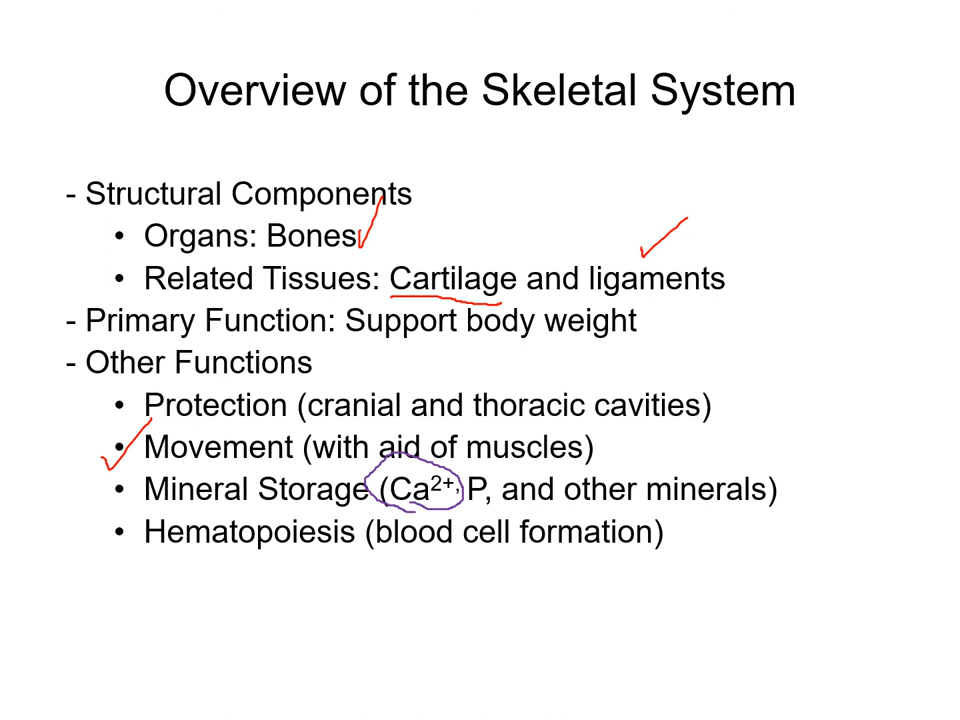 Overview of the Skeletal System
- Structural Components
• Organs: Bones
• Related Tissues: Cartilage and ligaments
- Primary Function: Support body weight
- Other Functions
• Protection (cranial and thoracic cavities)
• Movement (with aid of muscles)
• Mineral Storage (Ca²⁺, P, and other minerals)
• Hematopoiesis (blood cell formation)